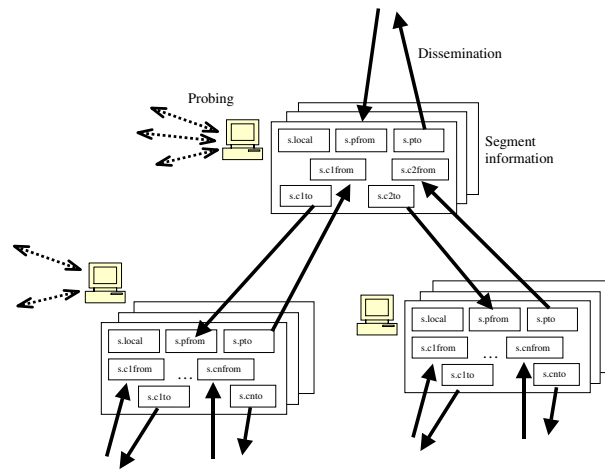 Dissemination
Probing
s.local s.pfrom s.pto
Segment
information
s.c1from s.c2from
s.c1to s.c2to
s.local s.pfrom s.pto
s.c1from … s.cnfrom
s.c1to s.cnto
s.local s.pfrom s.pto
s.c1from … s.cnfrom
s.c1to s.cnto